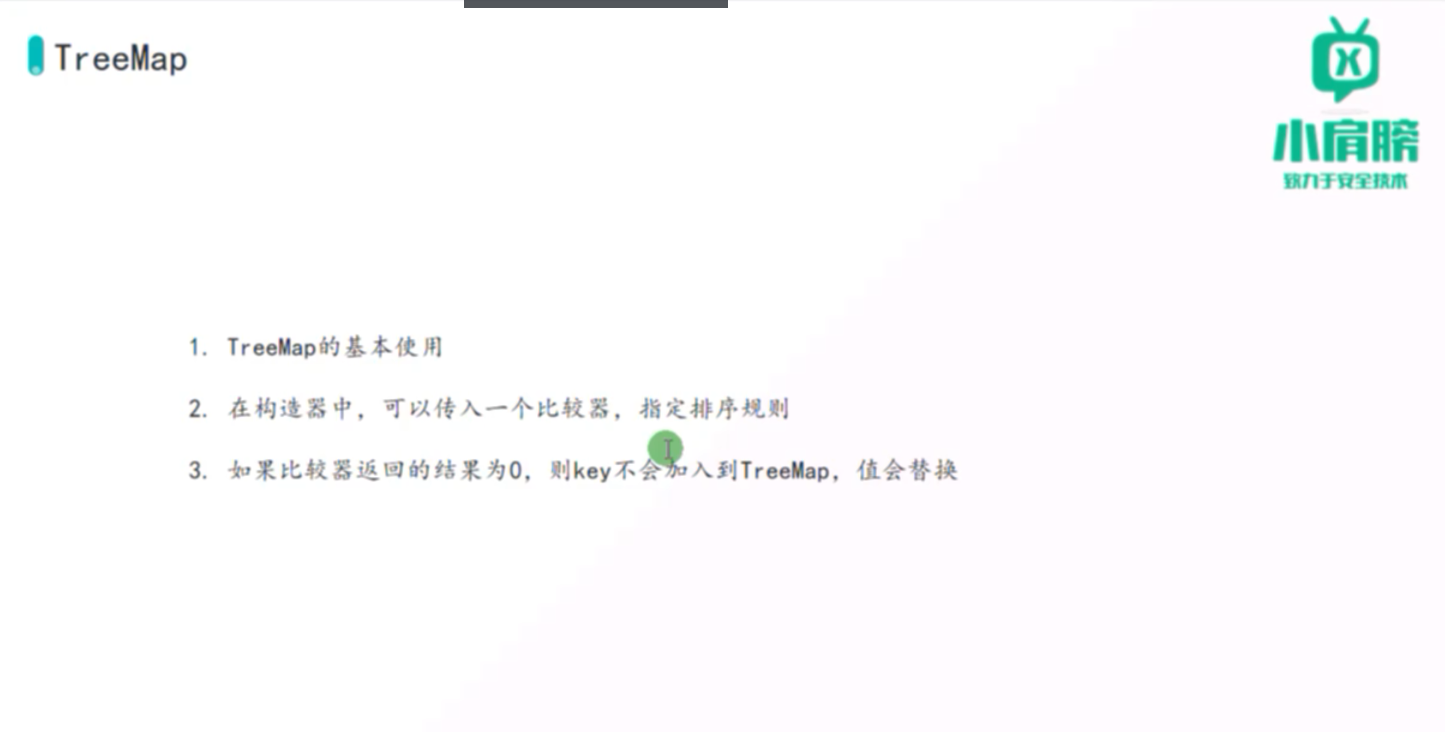 TreeMap
小肩膀
致力于安全技术
1. TreeMap的基本使用
2. 在构造器中，可以传入一个比较器，指定排序规则
3. 如果比较器返回的结果为0，则key不会加入到TreeMap，值会替换